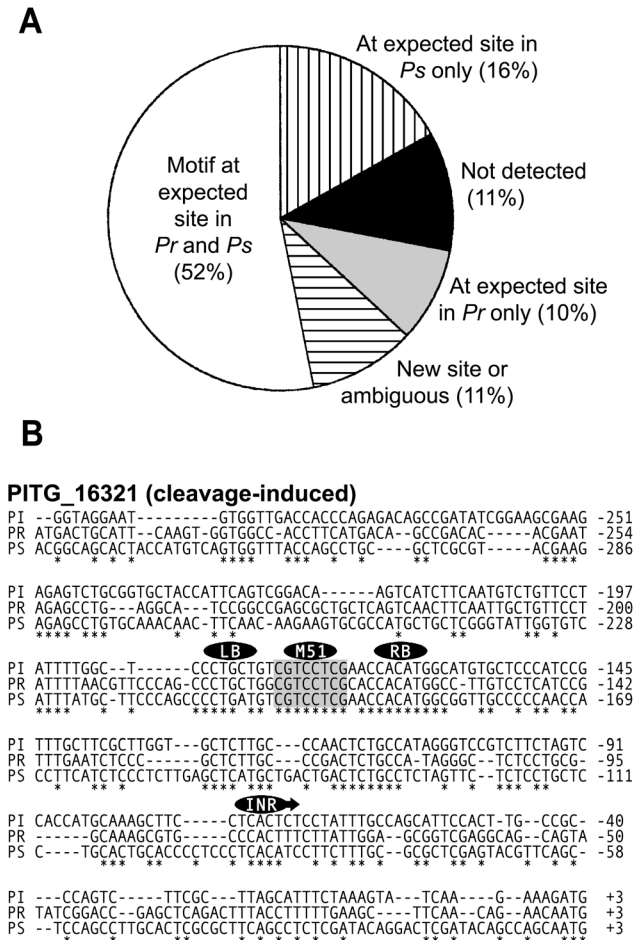 A
At expected site in
Ps only (16%)
Motif at
expected
site in
Pr and Ps
(52%)
Not detected
(11%)
At expected site
in Pr only (10%)
New site or
ambiguous (11%)
B
PITG_16321 (cleavage-induced)
PI --GGTAGGAAT---------GTGGTTGACCACCCAGAGACAGCCGATATCGGAAGCGAAG -251
PR ATGACTGCATT---CAAGT-GGTGGCC-ACCTTCATGACA---GCCGACAC-----ACGAAG -254
PS ACGGCAGCACTACCATGTCAGTGGTTTACCAGCCTGC----GCTCGCGT------ACGAAG -286
PI AGAGTCTGCGGTGCTACCATTCAGTCGGACA------AGTCATCTTCAATGTCTGTTCCT -197
PR AGAGCCTG---AGGCA---TCCGGCCGAGCGCTGCTCAGTCAACTTCAATTGCTGTTCCT -200
PS AGAGCCTGTGCAAACAAC-TTCAAC-AAGAAGTGCCATGCTGCTCGGGTATTGGTGTC -228
LB M51 RB
PI ATTTTGGC--T------CCCTGCTGTCGTCCTCGAACCACATGGCATGTGCTCCCATCC -145
PR ATTTTAACGTTCCCAG-CCCTGCTGGCGTCCTCGCACCACATGGCC-TTGTCCTCATCCG -142
PS ATTTATGC-TTCCCAGCCCCTGATGTCGTCCTCGAACCACATGGCGGTTGCCCCCAACCA -169
PI TTTGCTTCGCTTGGT---GCTCTTGC---CCAACTCTGCCATAGGGTCCGTCTTCTAGTC -91
PR TTTGAATCTCCC------GCTCTTGC---CCGACTCTGCCA-TAGGGC-TCTCCTGCG- -95
PS CCTTCATCTCCCTCTTGAGCTCATGCTGACTGACTCTGCCTCTAGTTC--TCTCCTGCTC -111
INR
PI CACCATGCAAAGCTTC-----CTCACTCTCCTATTTGCCAGCATTCCACT-TG--CCGC- -40
PR ------GCAAAGCGTG-----CCCACTTTCTTATTGGA--GCGGTCGAGGCAG--CAGTA -50
PS C----TGCACTGCACCCCTCCCTCACATCCTTCTTTGC--GCGCTCGAGTACGTTCAGC- -58
PI ---CCAGTC-----TTCGC---TTAGCATTTCTAAAGTA---TCAA----G--AAAGATG +3
PR TATCGGACC---GAGCTCAGACTTTACCTTTTTGAAGC----TTCAA--CAG--AACAATG +3
PS --TCCAGCCTTGCACTCGCGCTTCAGCCTCTCGATACAGGACTCGATACAGCCAGCAATG +3